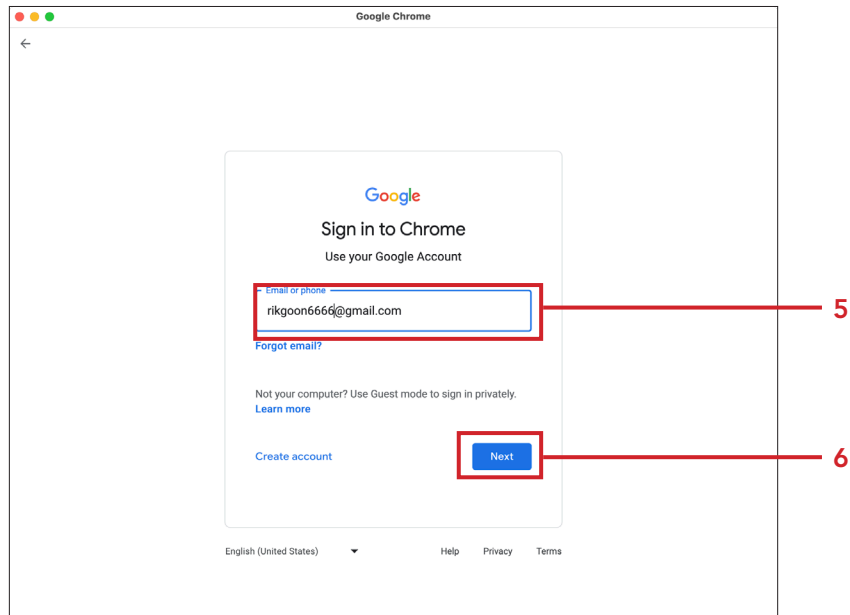 Google Chrome
Google
Sign in to Chrome
Use your Google Account
Email or phone
rikgoon6666@gmail.com
5
Forgot email?
Not your computer? Use Guest mode to sign in privately.
Learn more
Create account
Next
6
English (United States)
Help
Privacy
Terms